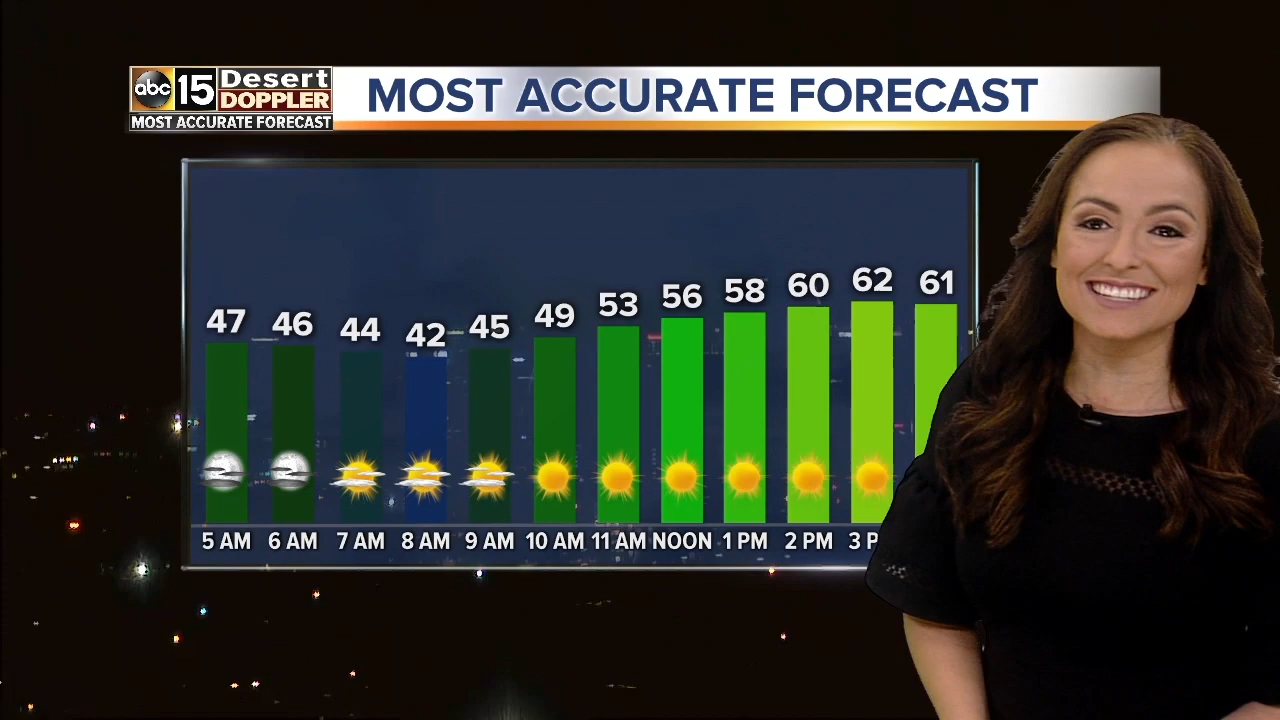 abc 15 Desert DOPPLER
MOST ACCURATE FORECAST
MOST ACCURATE FORECAST
47 46 44 42 45 49 53 56 58 60 62 61
5 AM 6 AM 7 AM 8 AM 9 AM 10 AM 11 AM NOON 1 PM 2 PM 3 P